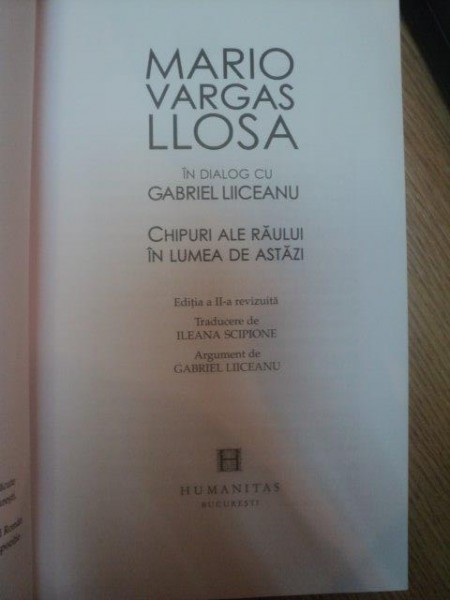 MARIO
VARGAS
LLOSA
ÎN DIALOG CU
GABRIEL LIICEANU
CHIPURI ALE RĂULUI
ÎN LUMEA DE ASTĂZI
Ediția a II-a revizuită
Traducere de
ILEANA SCIPIONE
Argument de
GABRIEL LIICEANU
H
HUMANITAS
BUCUREȘTI